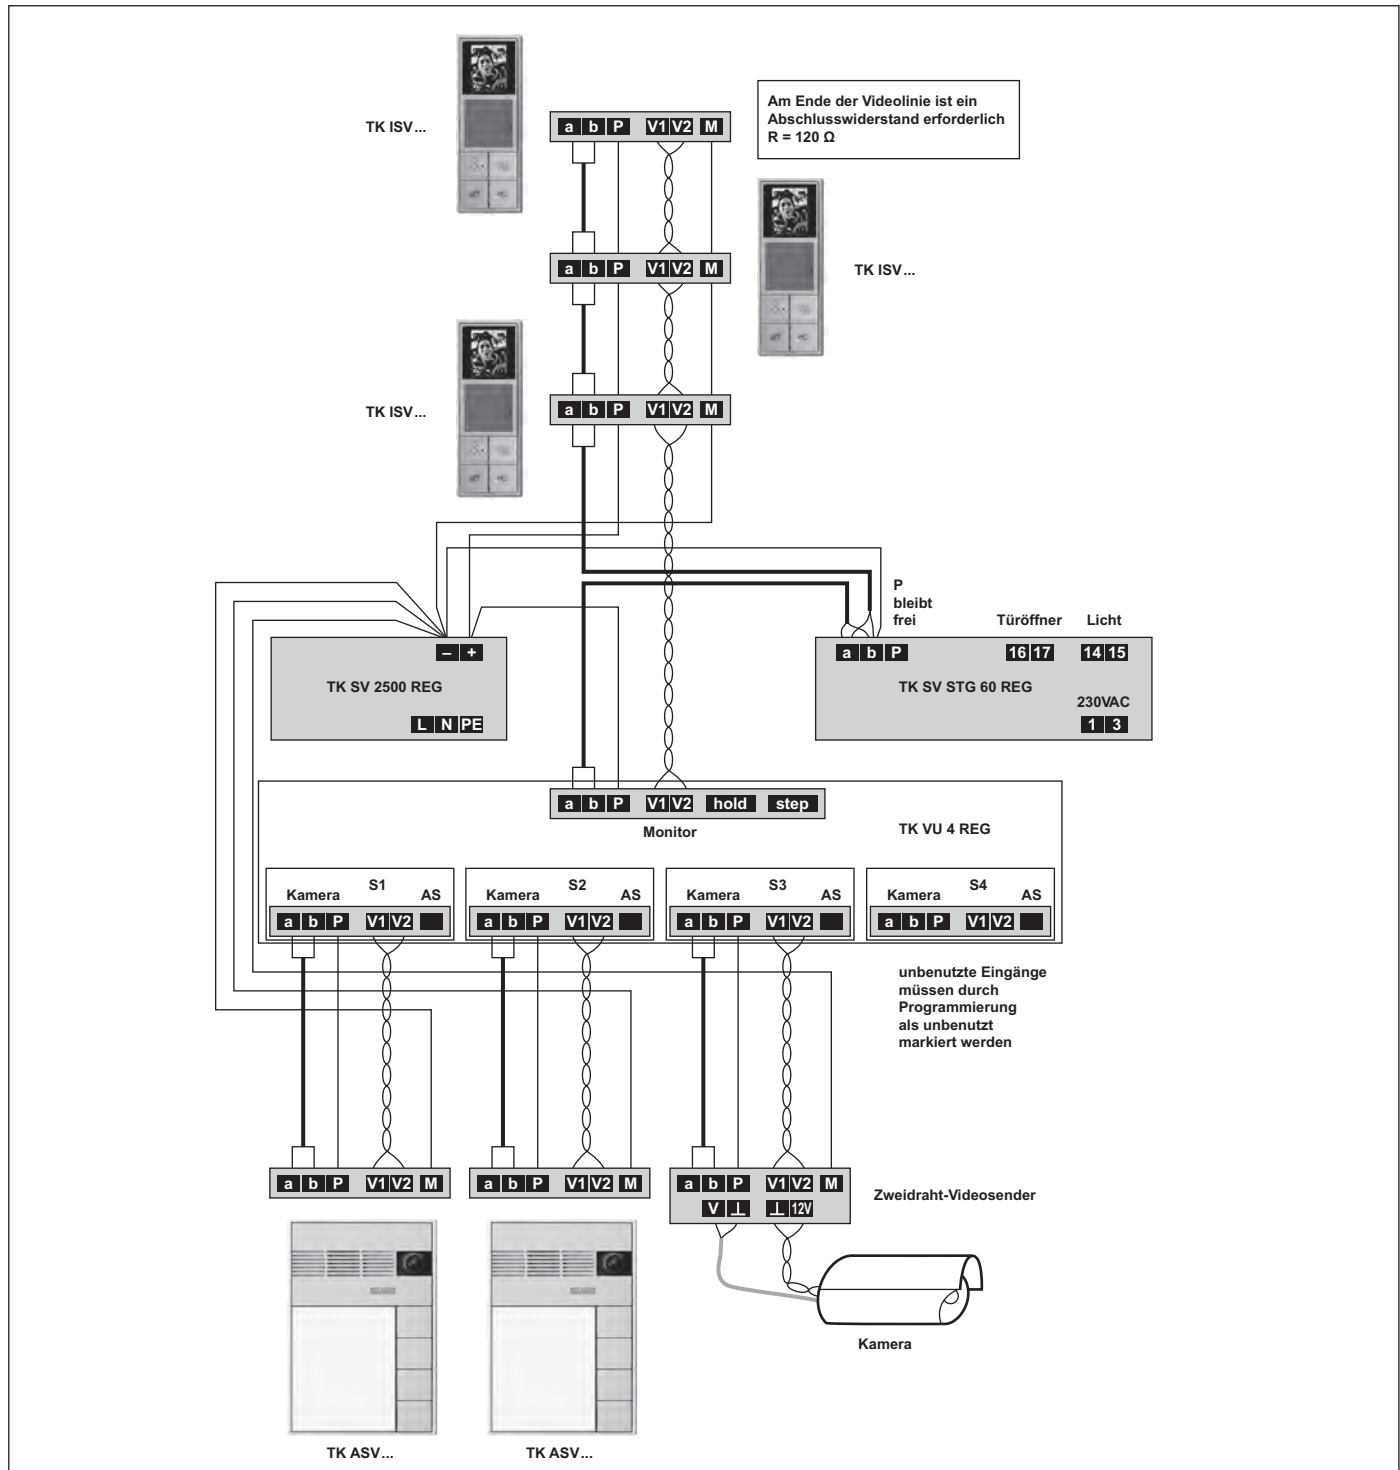 TK ISV...
a b P V1 V2 M
Am Ende der Videolinie ist ein
Abschlusswiderstand erforderlich
R = 120 Ω
a b P V1 V2 M
TK ISV...
TK ISV...
a b P V1 V2 M
P
bleibt
frei
Türöffner
Licht
– +
TK SV 2500 REG
L N PE
a b P
16 17
14 15
TK SV STG 60 REG
230VAC
1 3
a b P V1 V2 hold step
Monitor
TK VU 4 REG
Kamera S1 AS
a b P V1 V2
Kamera S2 AS
a b P V1 V2
Kamera S3 AS
a b P V1 V2
Kamera S4 AS
a b P V1 V2
unbenutzte Eingänge
müssen durch
Programmierung
als unbenutzt
markiert werden
a b P V1 V2 M
a b P V1 V2 M
a b P V1 V2 M
V ⊥ ⊥ 12V
Zweidraht-Videosender
Kamera
TK ASV...
TK ASV...